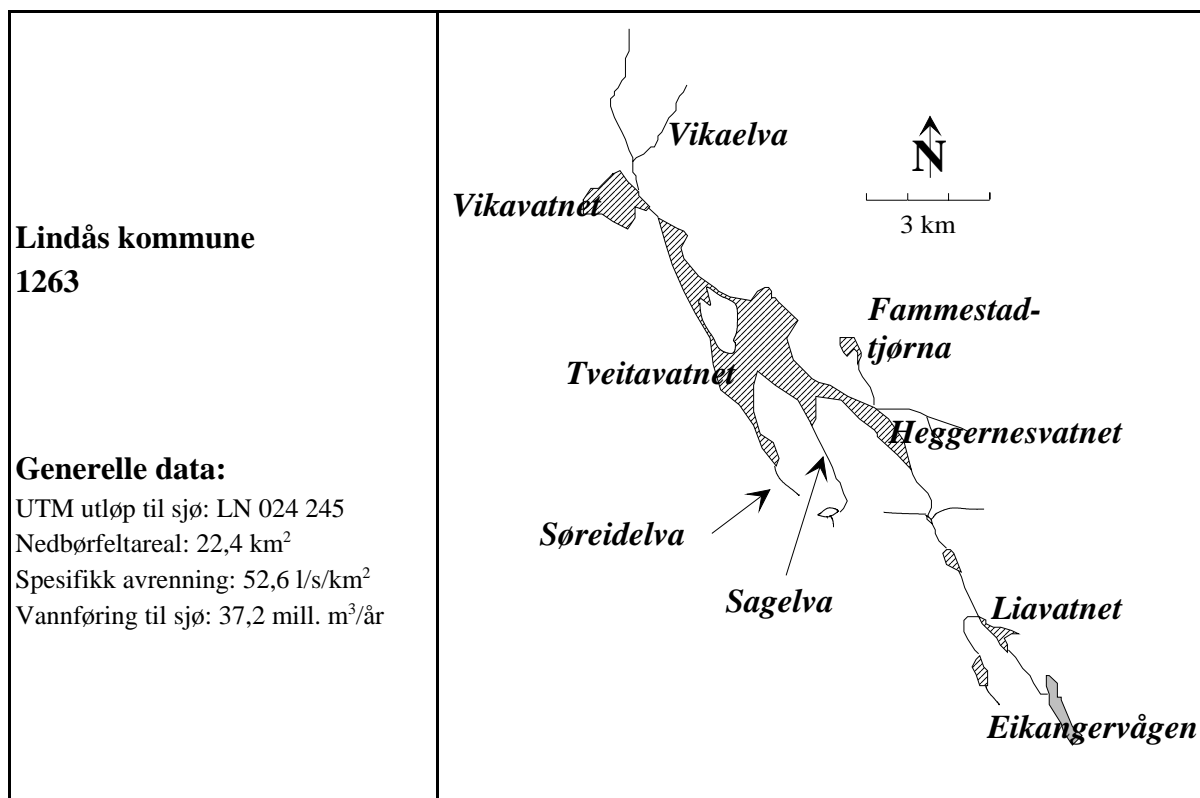 Lindås kommune
1263
Generelle data:
UTM utløp til sjø: LN 024 245
Nedbørfeltareal: 22,4 km²
Spesifikk avrenning: 52,6 l/s/km²
Vannføring til sjø: 37,2 mill. m³/år
Vikaelva
N
Vikavatnet
3 km
Fammestad-
tjørna
Tveitavatnet
Heggernesvatnet
Søreidelva
Sagelva
Liavatnet
Eikangervågen